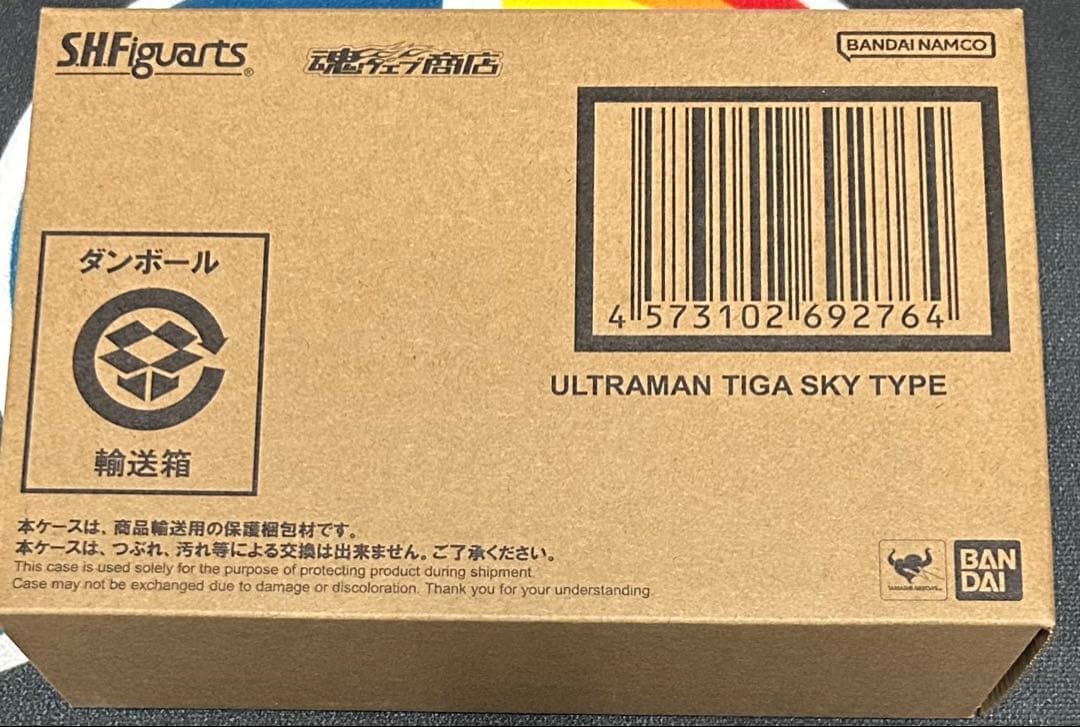 S.H.Figuarts®
魂ウェブ商店
BANDAI NAMCO
4 573102 692764
ULTRAMAN TIGA SKY TYPE
ダンボール
輸送箱
本ケースは、商品輸送用の保護梱包材です。
本ケースは、つぶれ、汚れ等による交換は出来ません。ご了承ください。
This case is used solely for the purpose of protecting product during shipment.
Case may not be exchanged due to damage or discoloration. Thank you for your understanding.
TAMASHII NATIONS
BAN
DAI